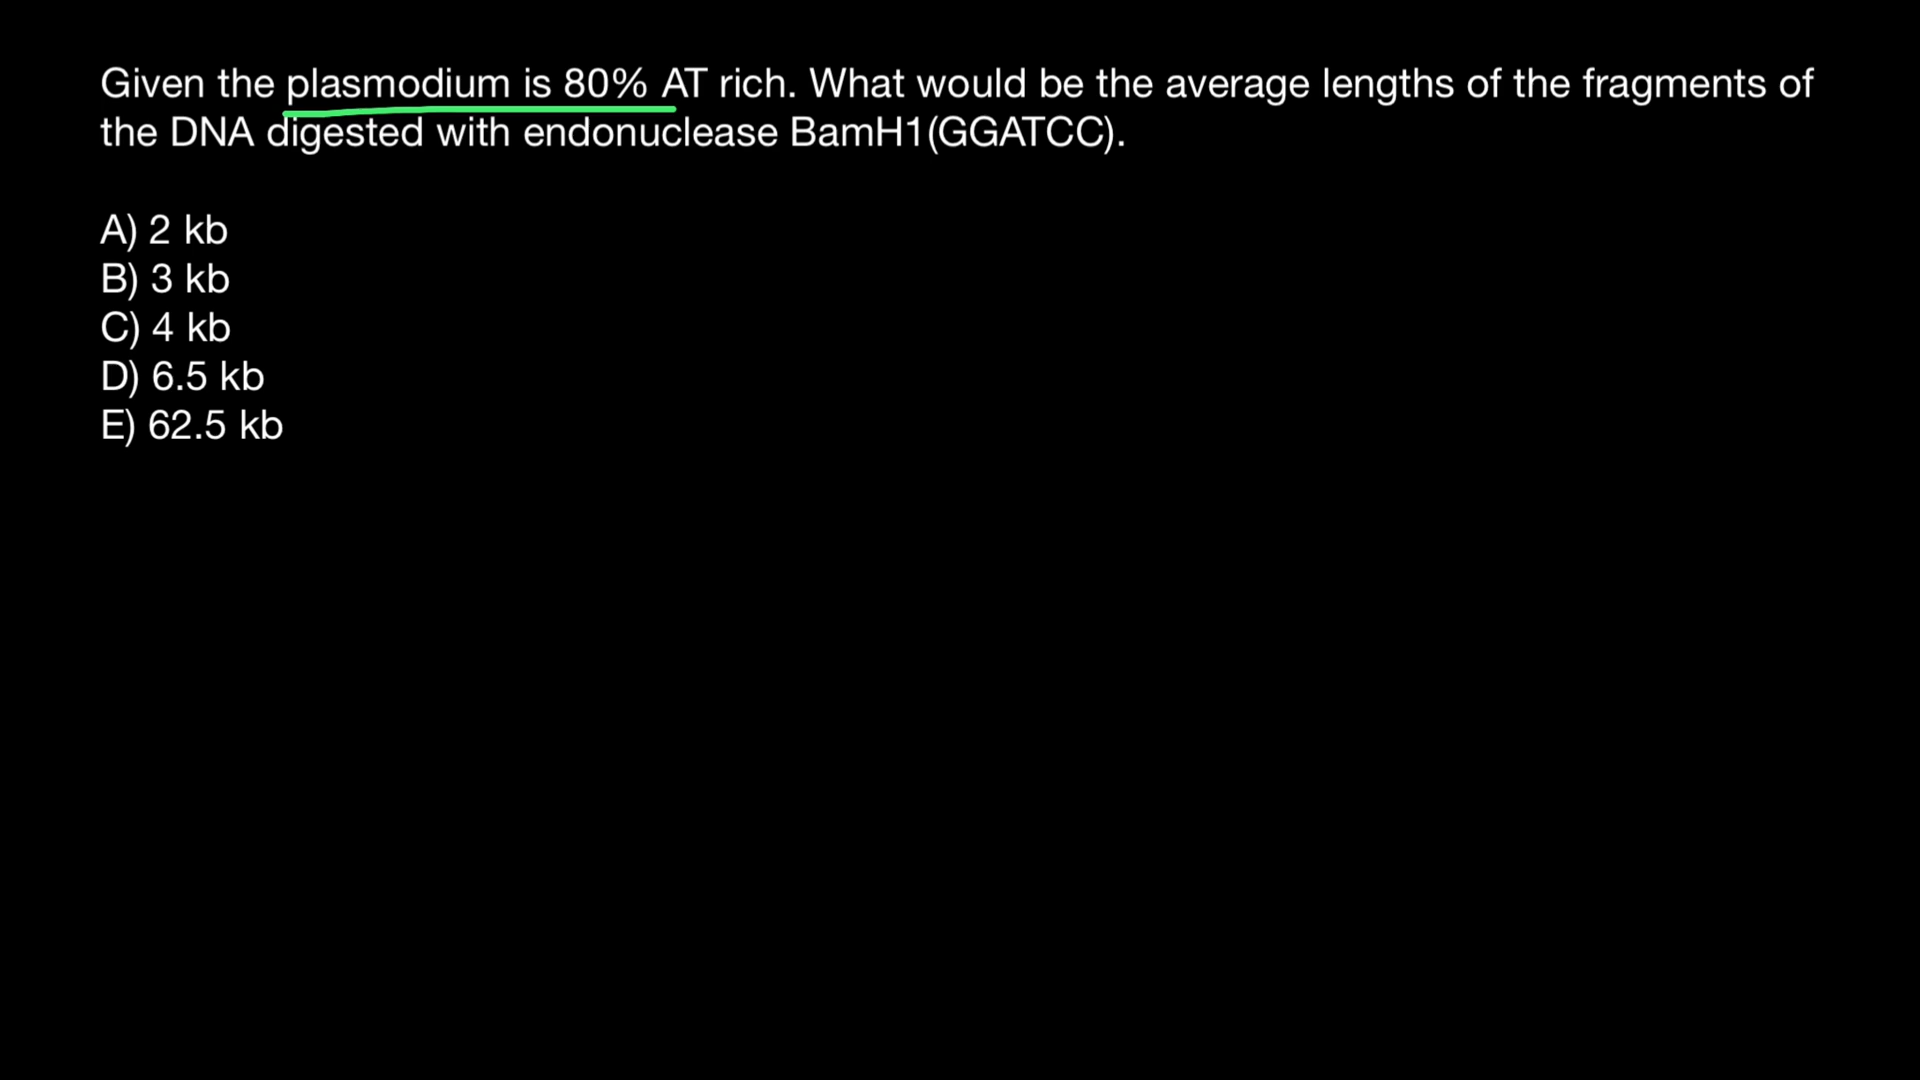 Given the plasmodium is 80% AT rich. What would be the average lengths of the fragments of
the DNA digested with endonuclease BamH1(GGATCC).
A) 2 kb
B) 3 kb
C) 4 kb
D) 6.5 kb
E) 62.5 kb